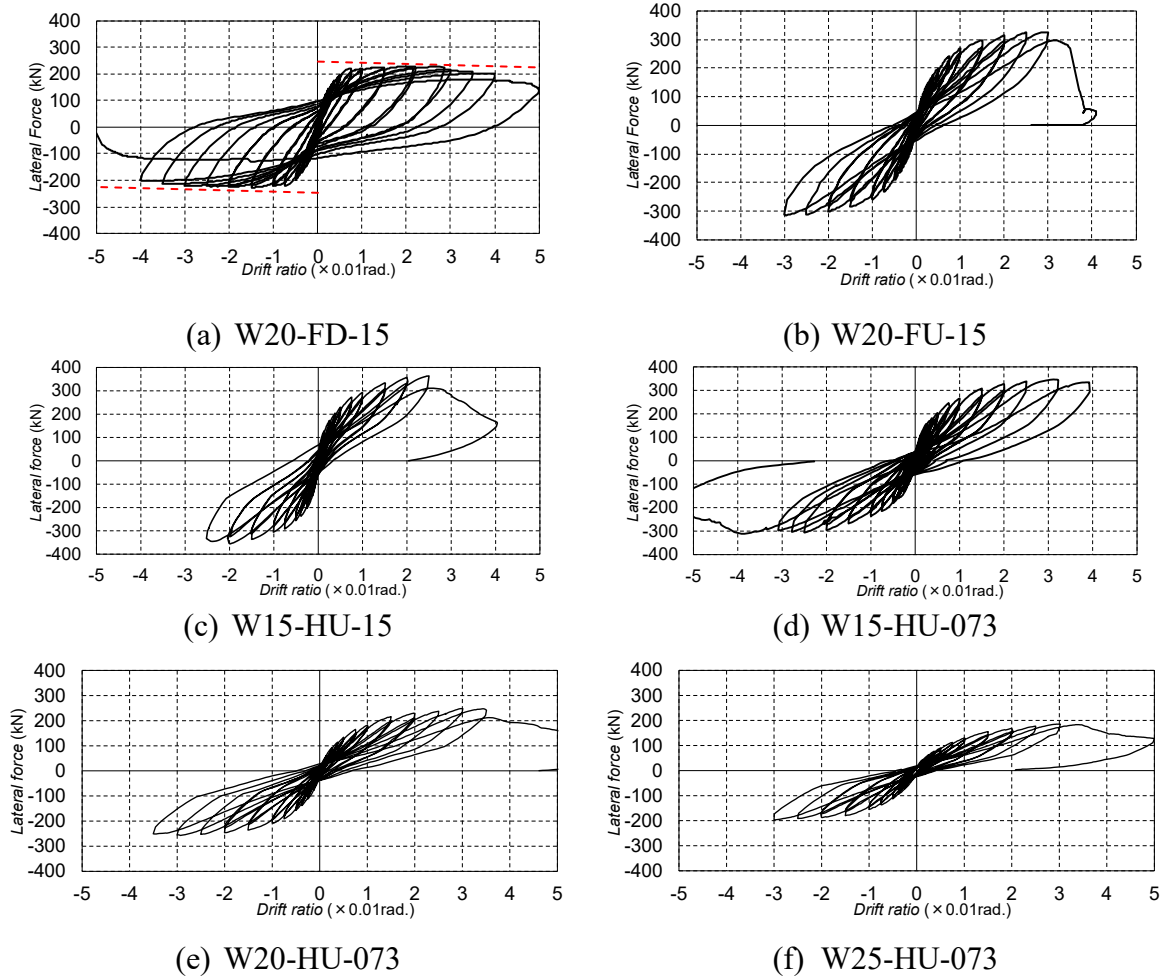 400
300
200
100
0
-100
-200
-300
-400
Lateral Force (kN)
-5 -4 -3 -2 -1 0 1 2 3 4 5
Drift ratio (×0.01rad.)
(a) W20-FD-15
400
300
200
100
0
-100
-200
-300
-400
Lateral force (kN)
-5 -4 -3 -2 -1 0 1 2 3 4 5
Drift ratio (×0.01rad.)
(b) W20-FU-15
400
300
200
100
0
-100
-200
-300
-400
Lateral force (kN)
-5 -4 -3 -2 -1 0 1 2 3 4 5
Drift ratio (×0.01rad.)
(c) W15-HU-15
400
300
200
100
0
-100
-200
-300
-400
Lateral force (kN)
-5 -4 -3 -2 -1 0 1 2 3 4 5
Drift ratio (×0.01rad.)
(d) W15-HU-073
400
300
200
100
0
-100
-200
-300
-400
Lateral force (kN)
-5 -4 -3 -2 -1 0 1 2 3 4 5
Drift ratio (×0.01rad.)
(e) W20-HU-073
400
300
200
100
0
-100
-200
-300
-400
Lateral force (kN)
-5 -4 -3 -2 -1 0 1 2 3 4 5
Drift ratio (×0.01rad.)
(f) W25-HU-073